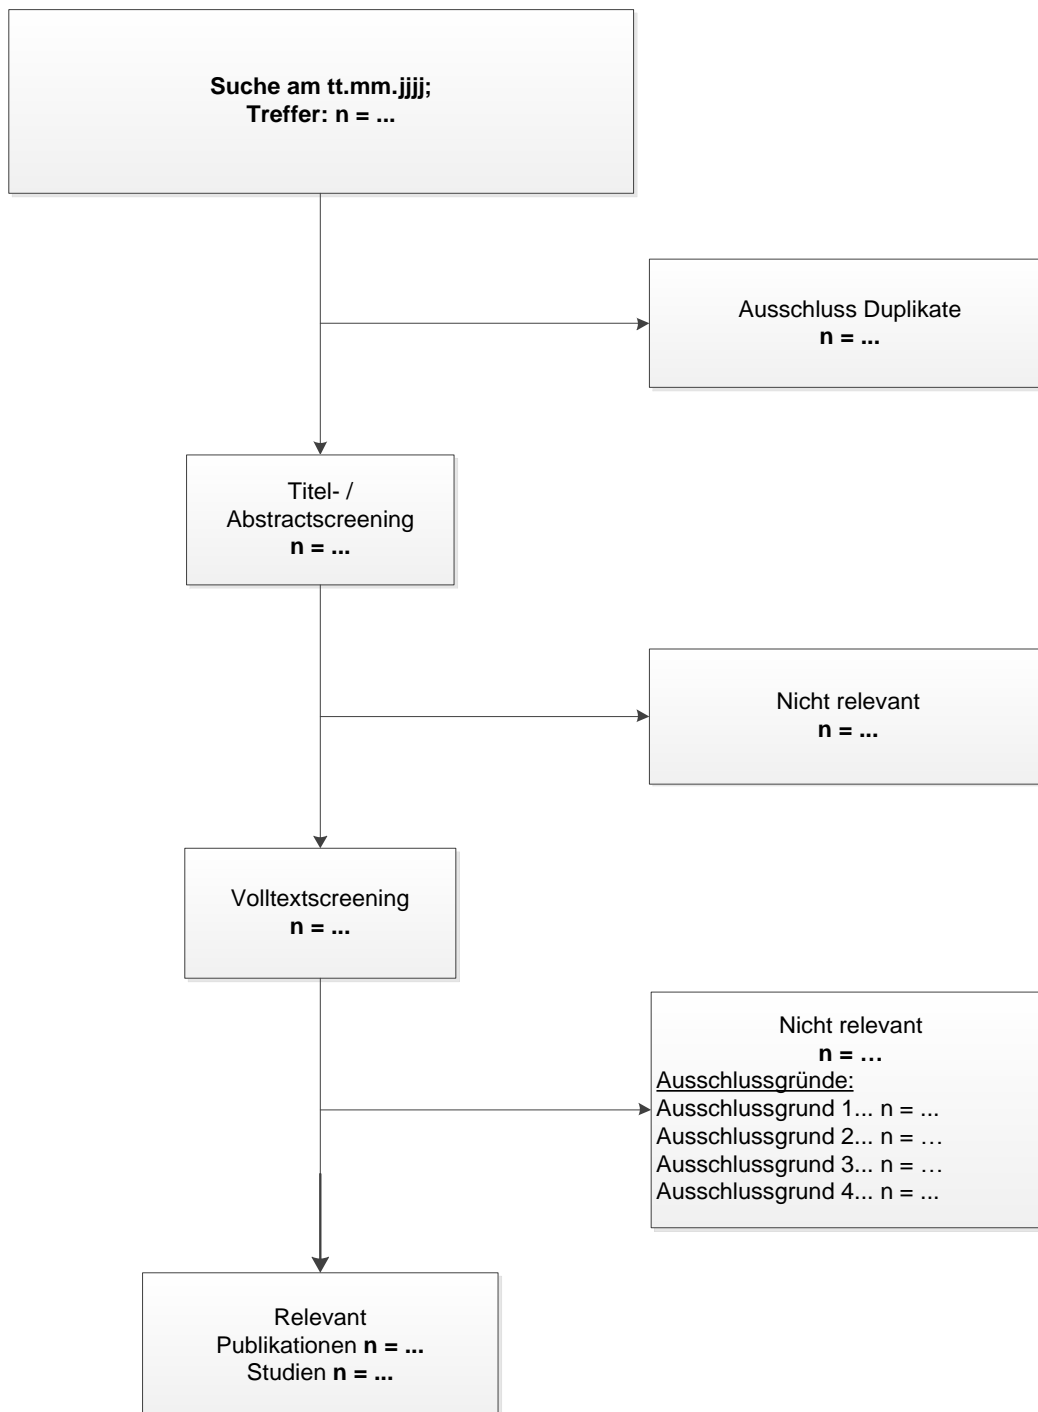 Suche am tt.mm.jjjj;
Treffer: n = ...
Ausschluss Duplikate
n = ...
Titel- /
Abstractscreening
n = ...
Nicht relevant
n = ...
Volltextscreening
n = ...
Nicht relevant
n = …
Ausschlussgründe:
Ausschlussgrund 1... n = ...
Ausschlussgrund 2... n = …
Ausschlussgrund 3... n = …
Ausschlussgrund 4... n = ...
Relevant
Publikationen n = ...
Studien n = ...